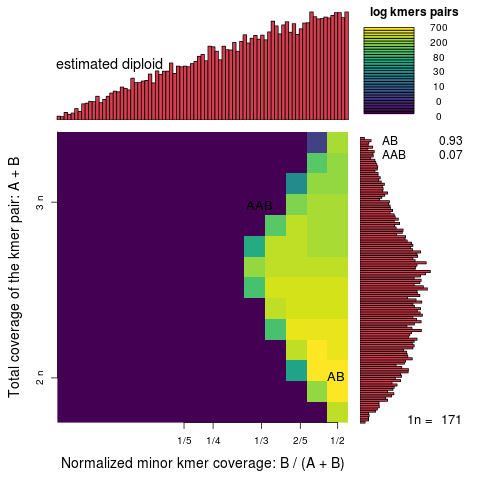 log kmers pairs
700
200
80
30
10
0
0
estimated diploid
AB 0.93
AAB 0.07
Total coverage of the kmer pair: A + B
3 n
2 n
AAB
AB
1n = 171
1/5
1/4
1/3
2/5
1/2
Normalized minor kmer coverage: B / (A + B)